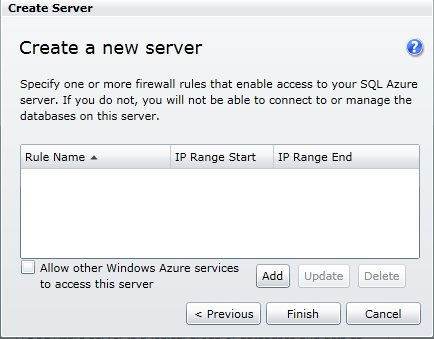 Create Server
Create a new server
?
Specify one or more firewall rules that enable access to your SQL Azure
server. If you do not, you will not be able to connect to or manage the
databases on this server.
Rule Name IP Range Start IP Range End
Allow other Windows Azure services
to access this server
Add Update Delete
< Previous Finish Cancel